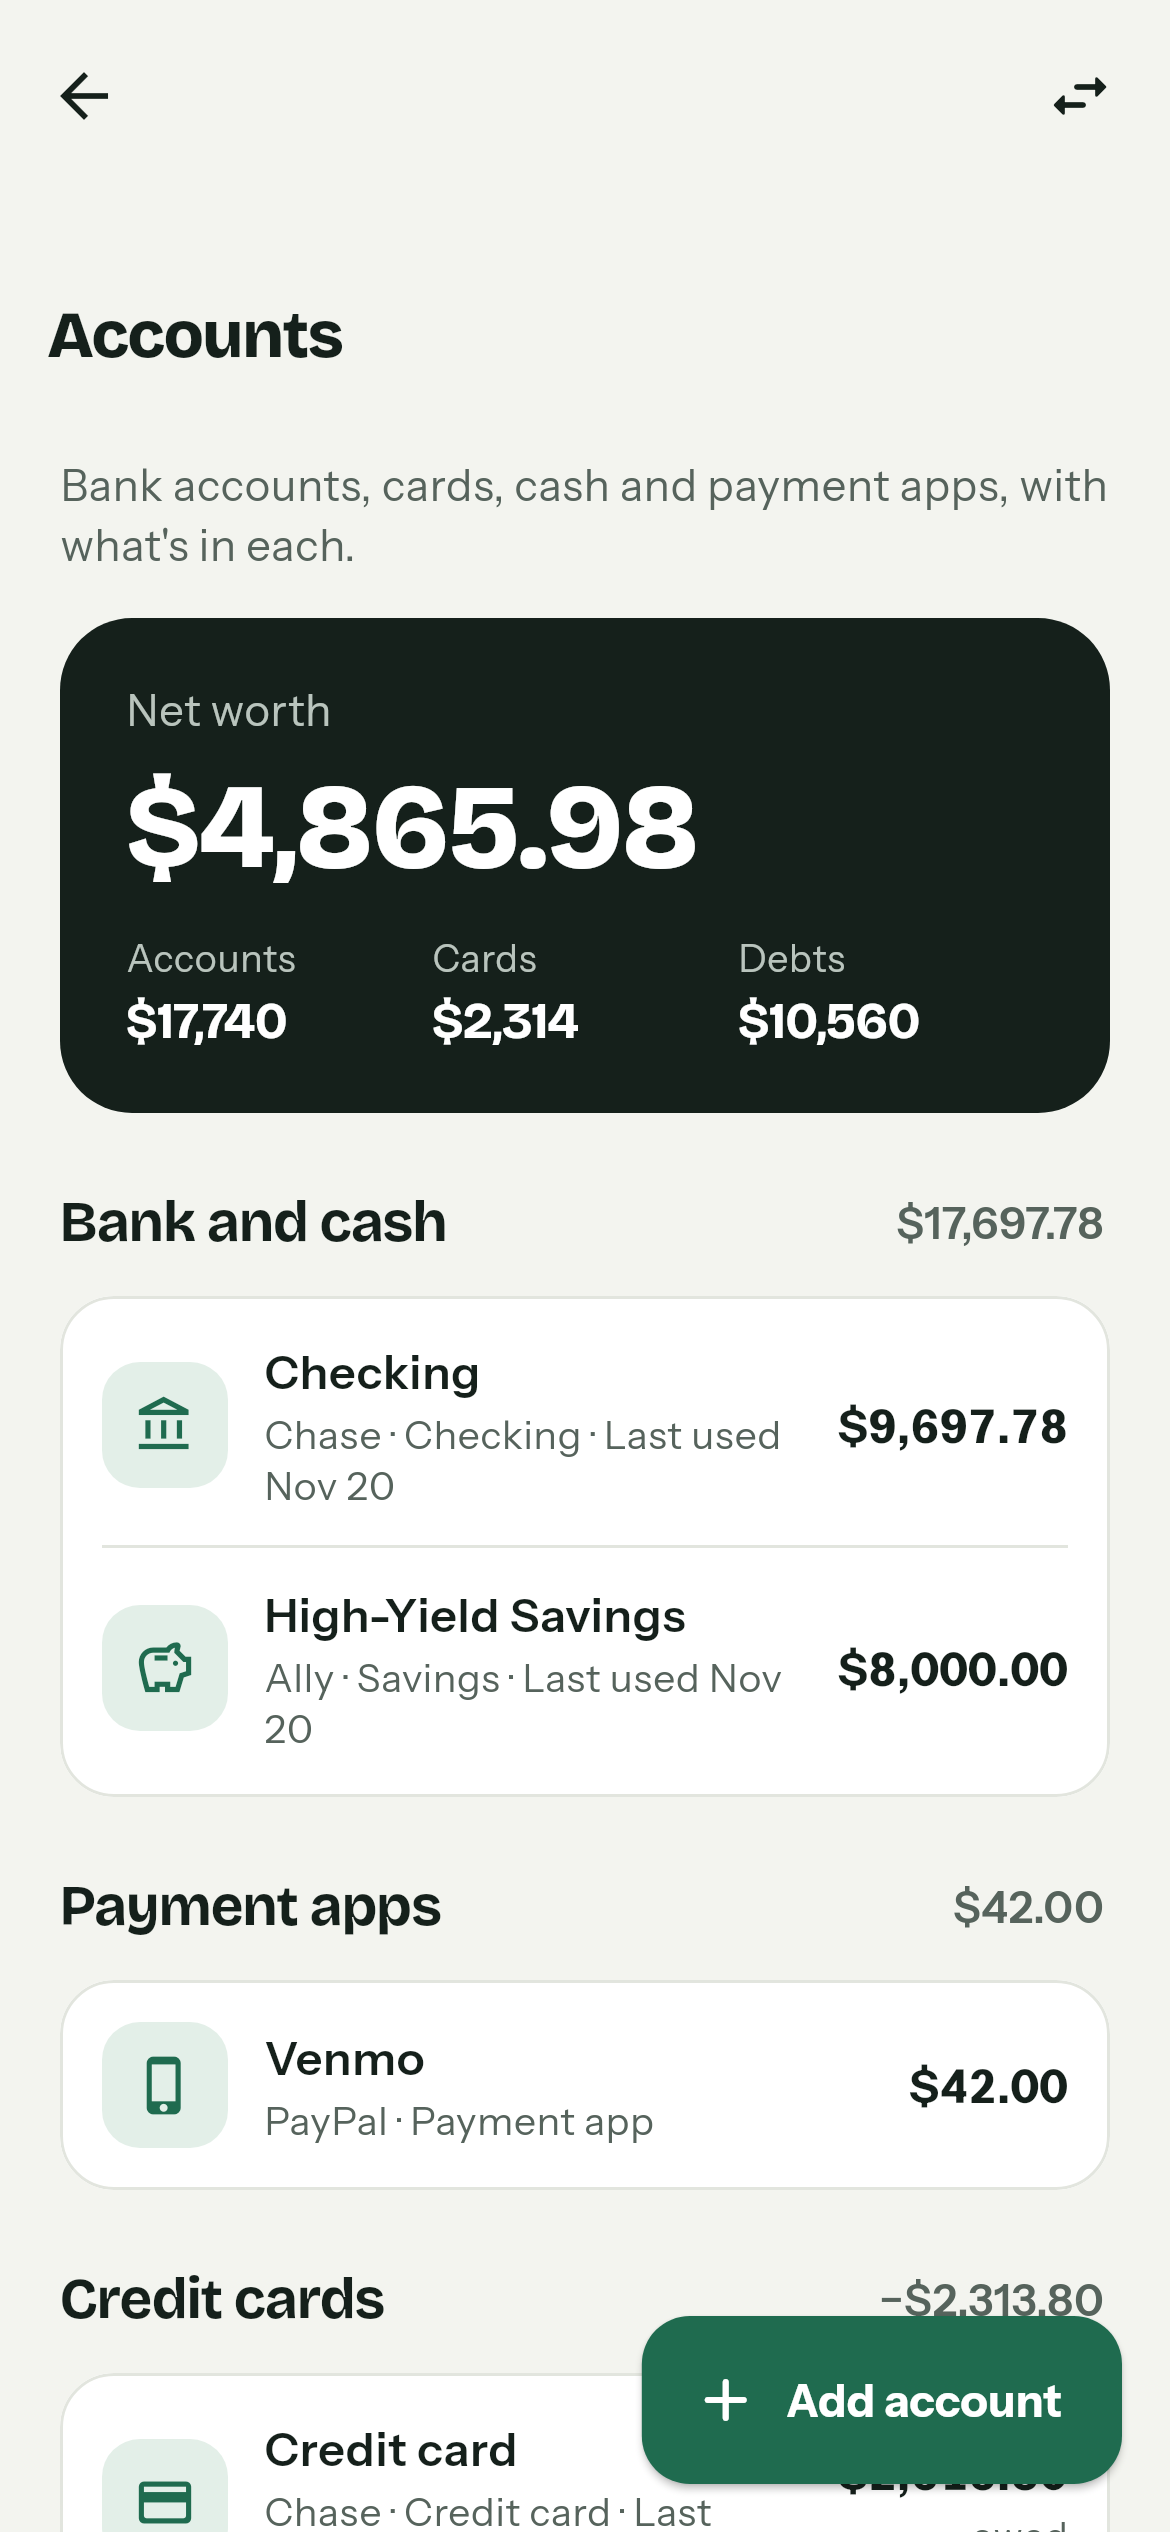 Accounts
Bank accounts, cards, cash and payment apps, with
what's in each.
Net worth
$4,865.98
Accounts
$17,740
Cards
$2,314
Debts
$10,560
Bank and cash
$17,697.78
Checking
Chase · Checking · Last used
Nov 20
$9,697.78
High-Yield Savings
Ally · Savings · Last used Nov
20
$8,000.00
Payment apps
$42.00
Venmo
PayPal · Payment app
$42.00
Credit cards
−$2,313.80
Add account
Credit card
Chase · Credit card · Last